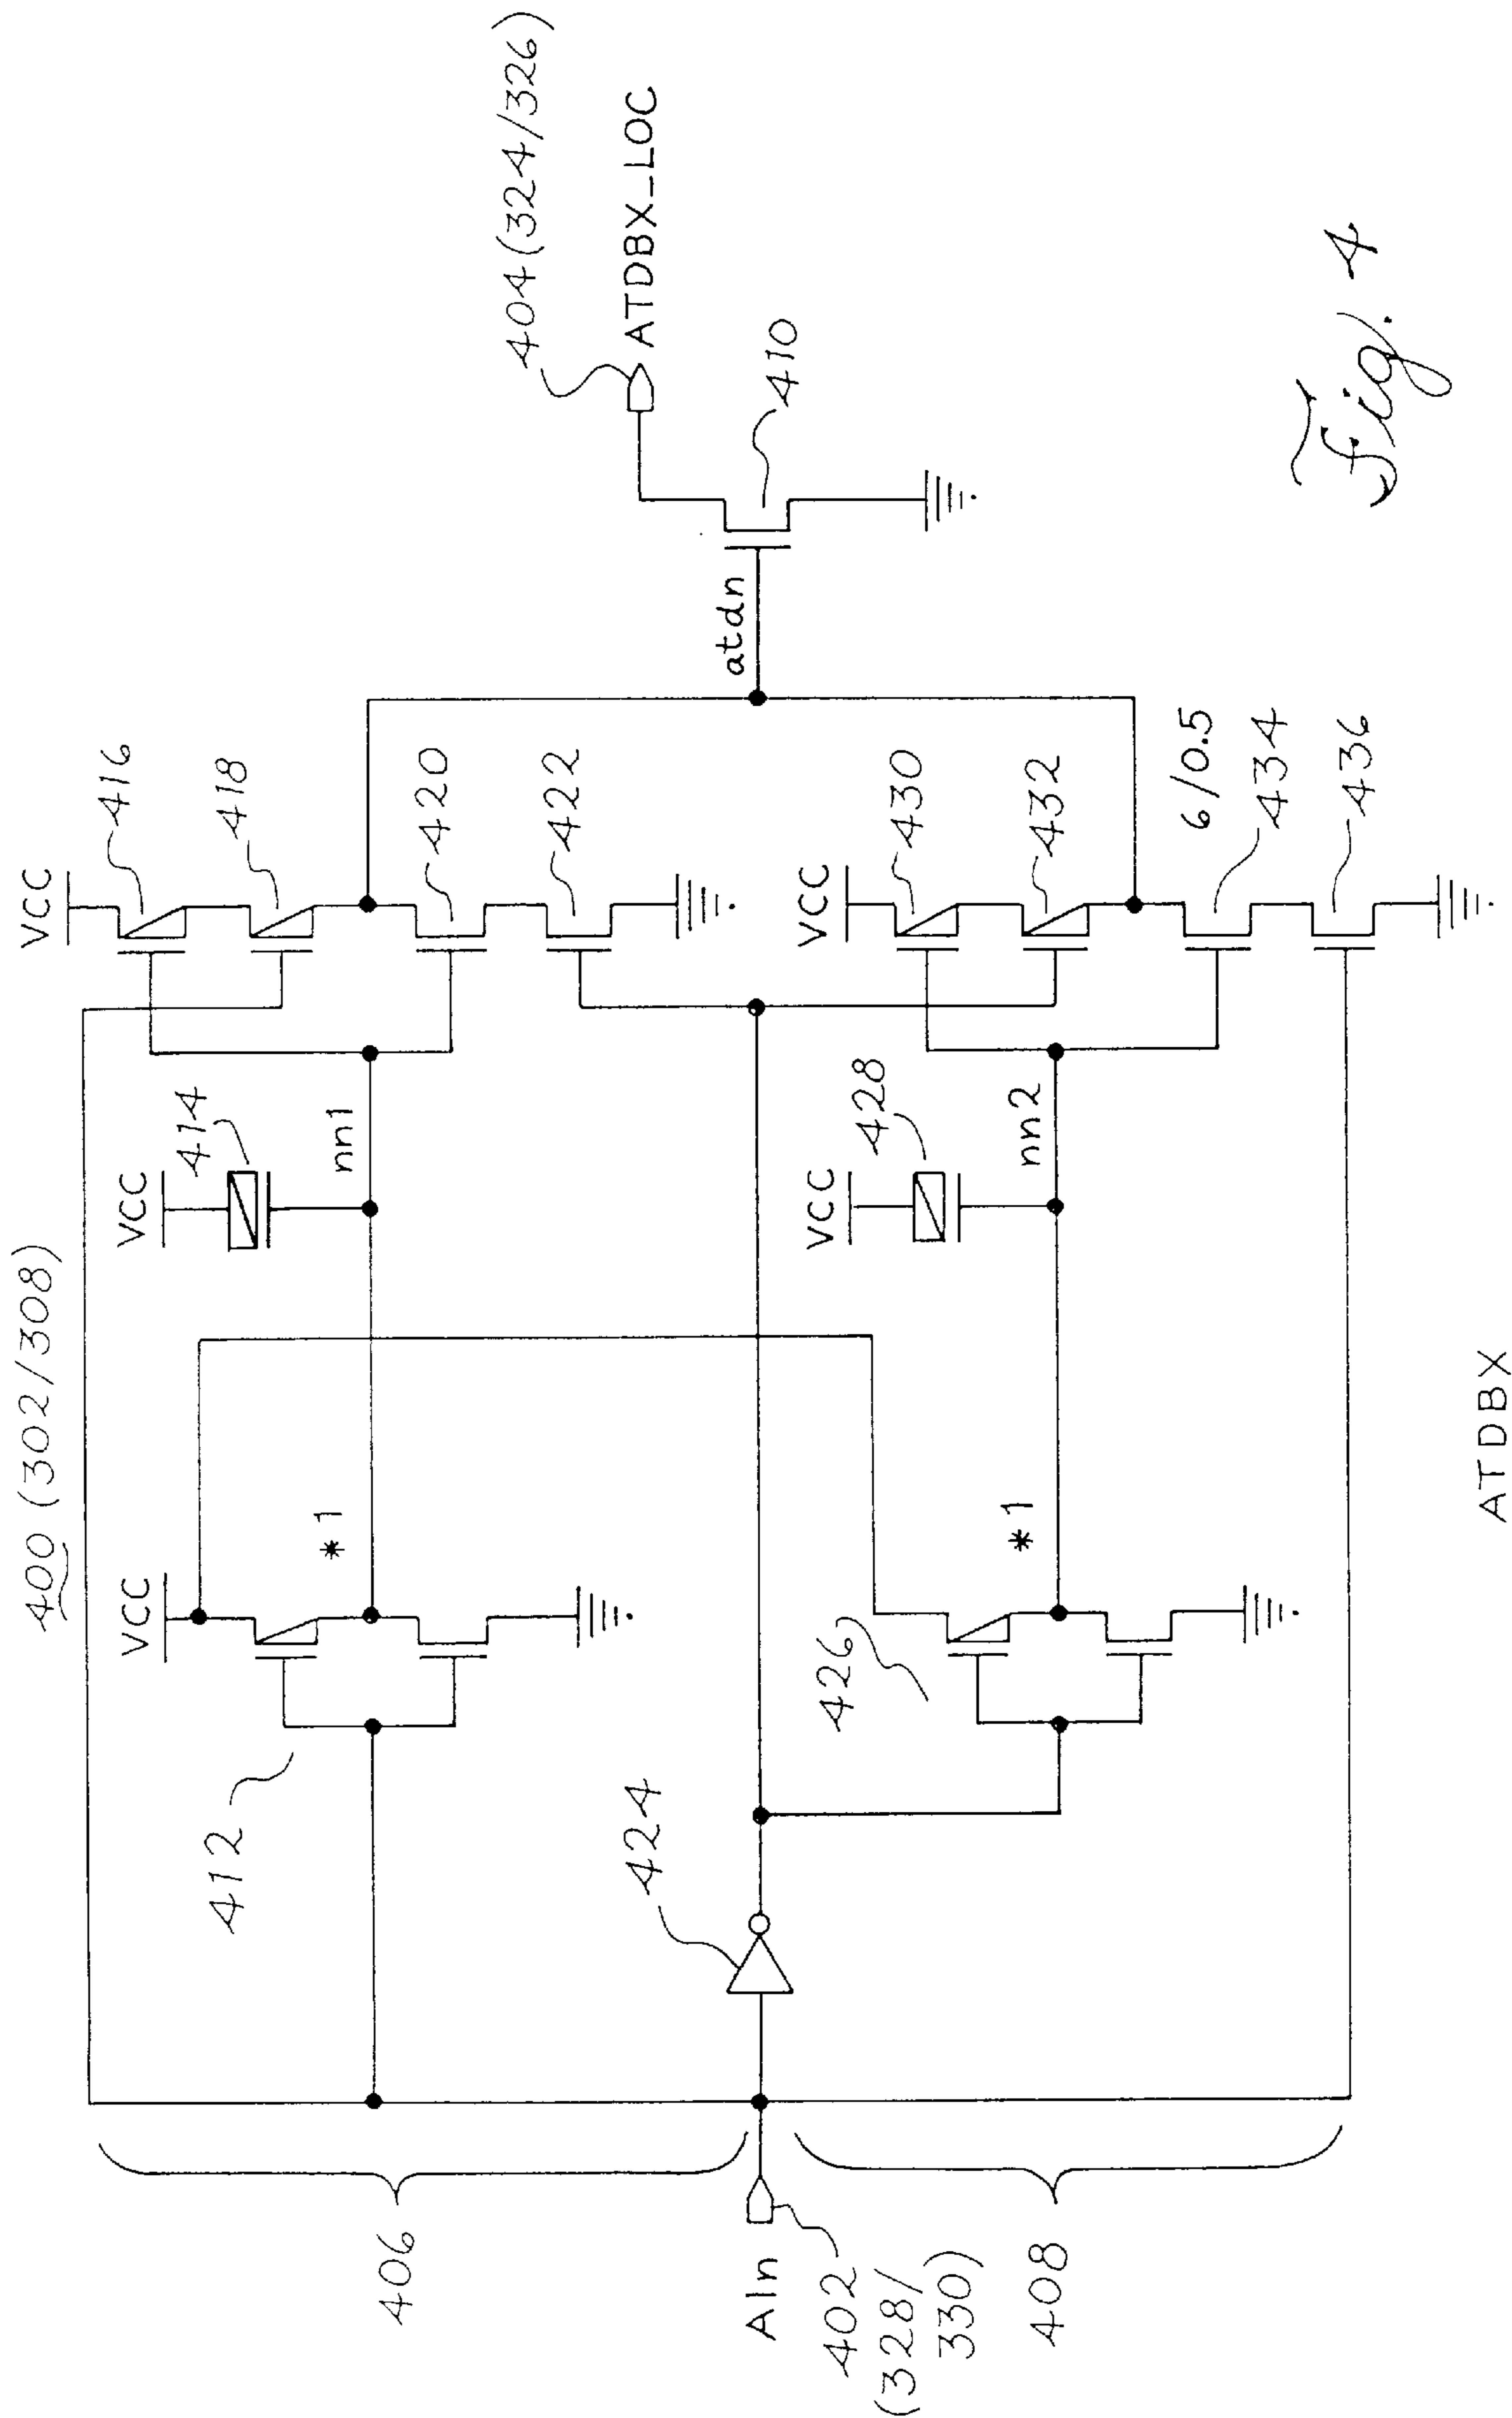 400 (302/308)
VCC
416
418
420
422
VCC
414
nn1
VCC
*1
412
404 (324/326)
ATDBX_LOC
atdn
410
424
406
AIn
402
(328/
330)
408
VCC
430
432
6/0.5
434
436
VCC
428
nn2
*1
426
ATDBX
Fig. 4